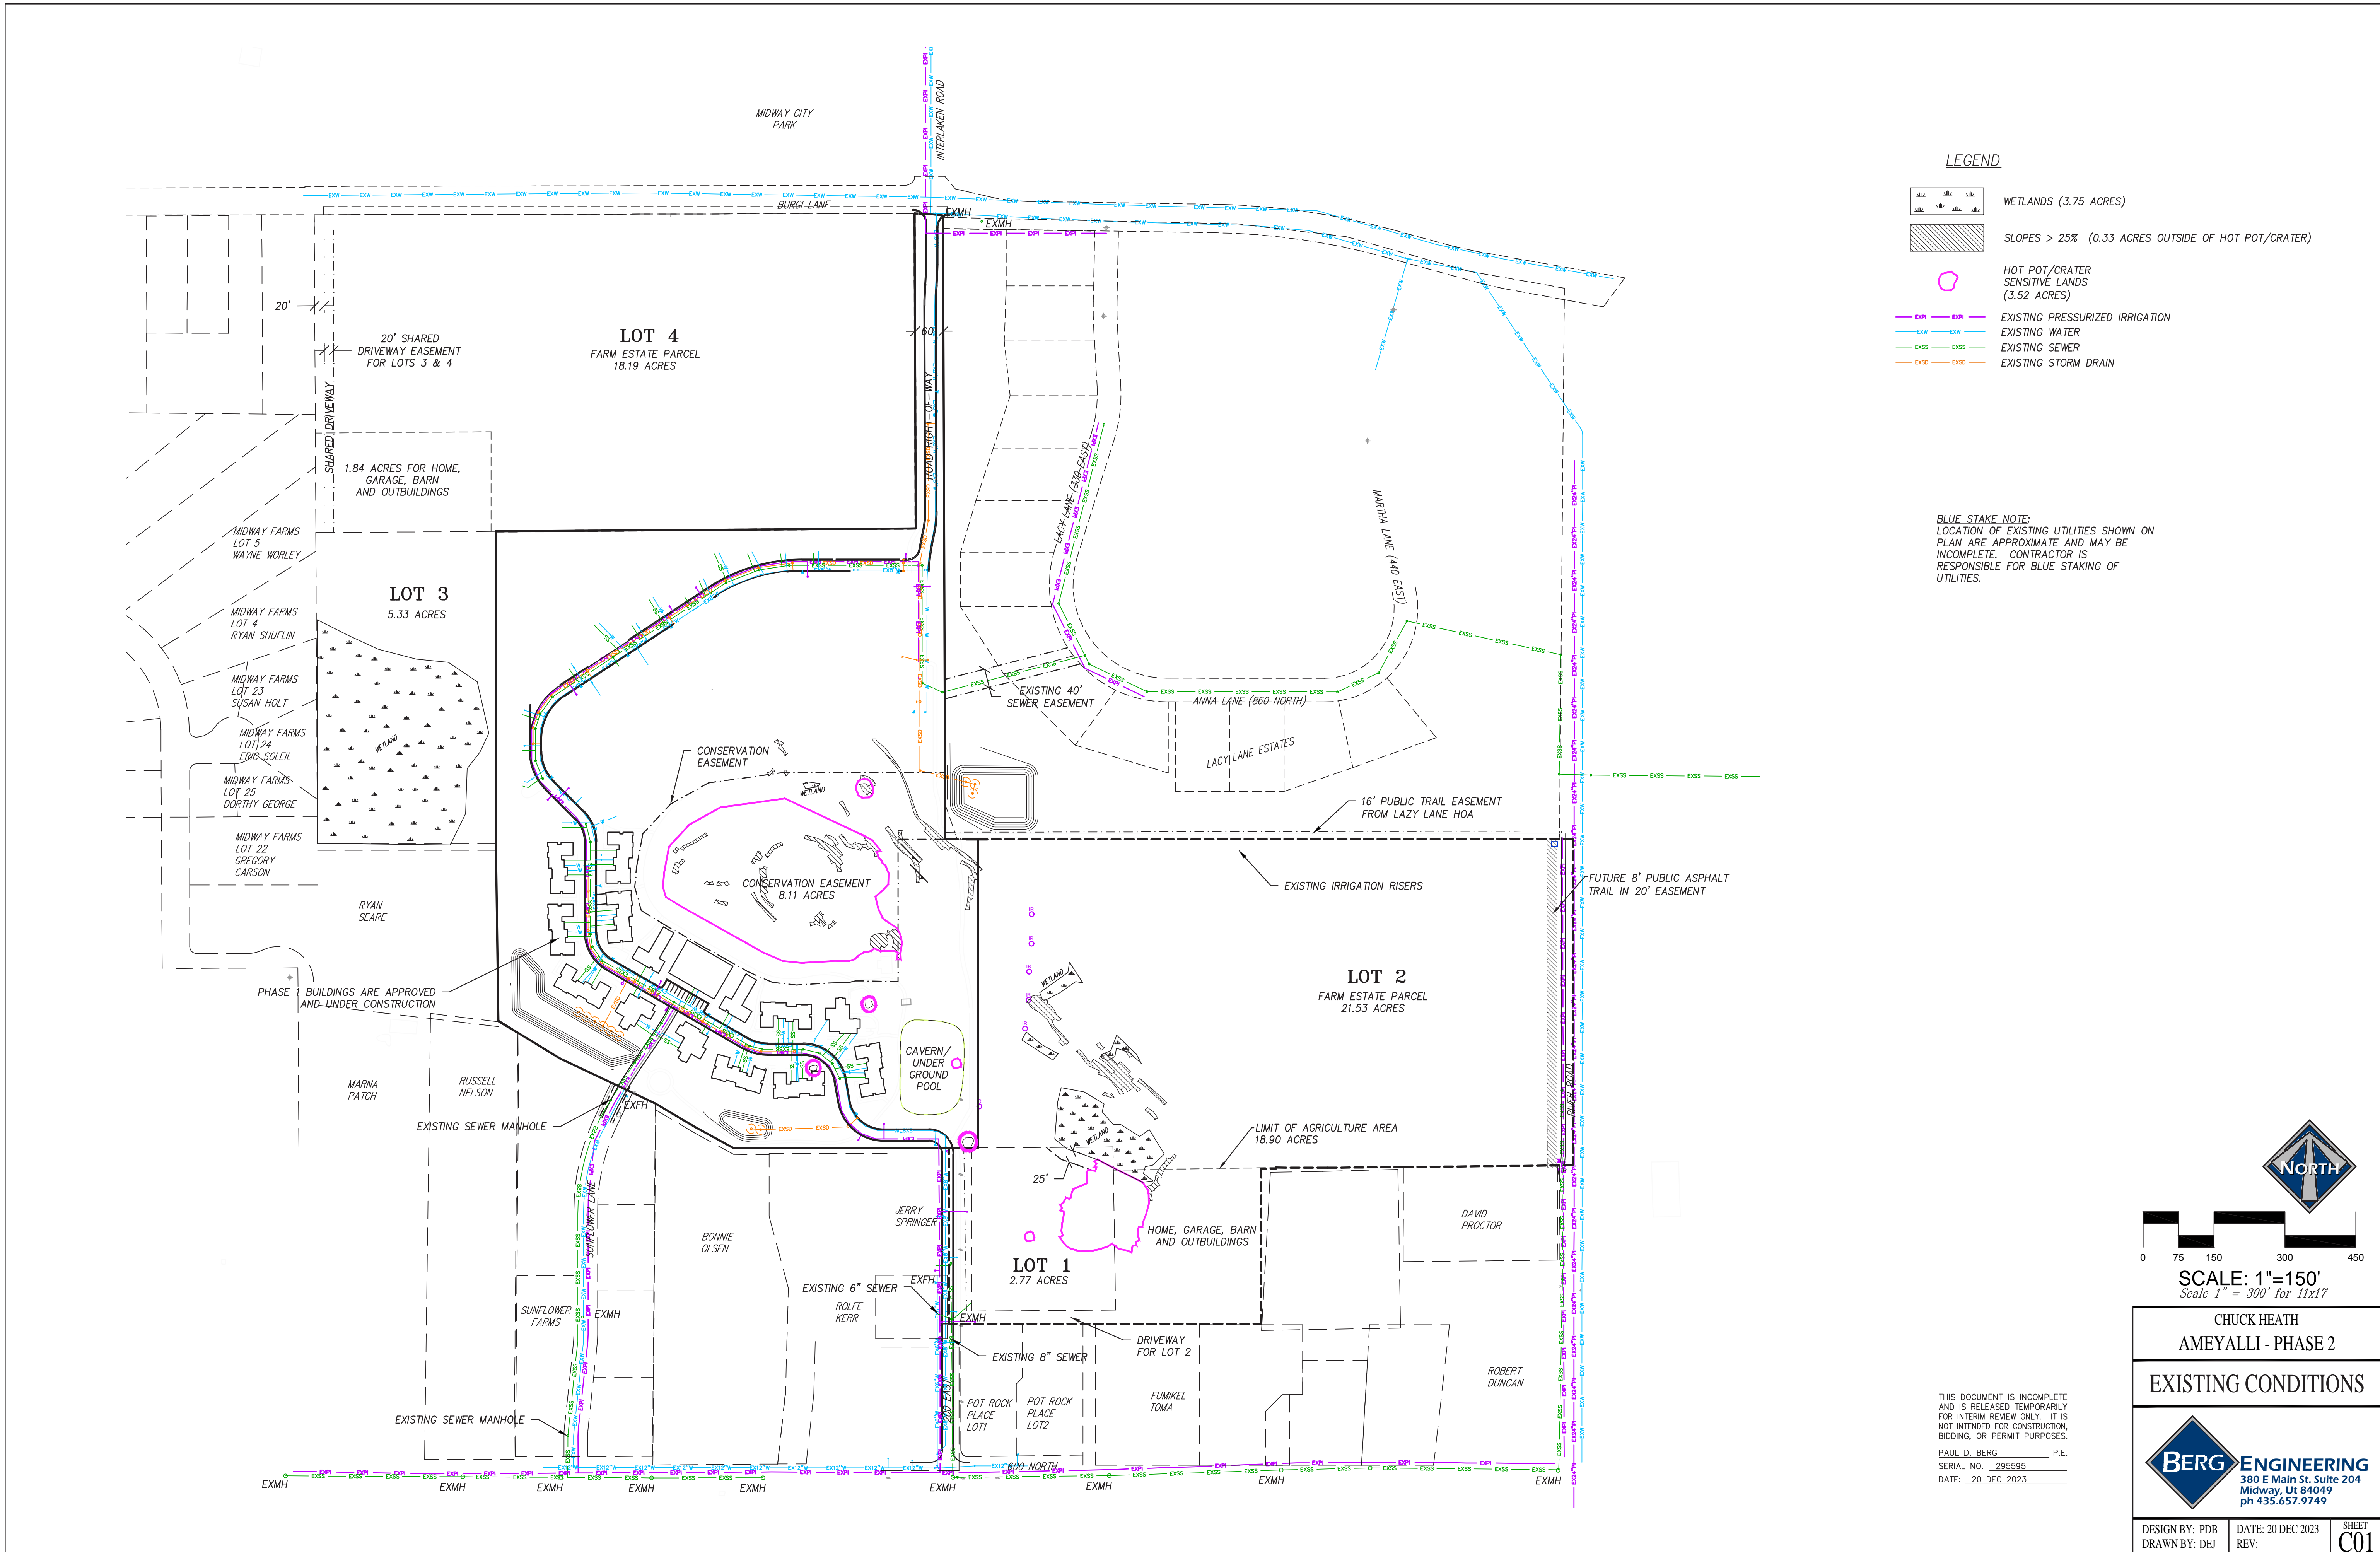 MIDWAY CITY
PARK
INTERLAKEN ROAD
BURGI LANE
EXMH
EXMH
20'
20' SHARED
DRIVEWAY EASEMENT
FOR LOTS 3 & 4
LOT 4
FARM ESTATE PARCEL
18.19 ACRES
60'
ROAD RIGHT-OF-WAY
SHARED DRIVEWAY
1.84 ACRES FOR HOME,
GARAGE, BARN
AND OUTBUILDINGS
MIDWAY FARMS
LOT 5
WAYNE WORLEY
LOT 3
5.33 ACRES
MIDWAY FARMS
LOT 4
RYAN SHUFLIN
MIDWAY FARMS
LOT 23
SUSAN HOLT
MIDWAY FARMS
LOT 24
ERIC SOLEIL
MIDWAY FARMS
LOT 25
DORTHY GEORGE
MIDWAY FARMS
LOT 22
GREGORY
CARSON
RYAN
SEARE
WETLAND
LACY LANE (330 EAST)
MARTHA LANE (440 EAST)
EXISTING 40'
SEWER EASEMENT
ANNA LANE (860 NORTH)
LACY LANE ESTATES
CONSERVATION
EASEMENT
WETLAND
CONSERVATION EASEMENT
8.11 ACRES
16' PUBLIC TRAIL EASEMENT
FROM LAZY LANE HOA
EXISTING IRRIGATION RISERS
FUTURE 8' PUBLIC ASPHALT
TRAIL IN 20' EASEMENT
PHASE 1 BUILDINGS ARE APPROVED
AND UNDER CONSTRUCTION
MARNA
PATCH
RUSSELL
NELSON
EXISTING SEWER MANHOLE
EXFH
CAVERN/
UNDER
GROUND
POOL
WETLAND
LOT 2
FARM ESTATE PARCEL
21.53 ACRES
RIVER ROAD
WETLAND
LIMIT OF AGRICULTURE AREA
18.90 ACRES
25'
SUNFLOWER LANE
BONNIE
OLSEN
JERRY
SPRINGER
LOT 1
2.77 ACRES
HOME, GARAGE, BARN
AND OUTBUILDINGS
DAVID
PROCTOR
EXISTING 6" SEWER
EXFH
EXMH
ROLFE
KERR
SUNFLOWER
FARMS
EXMH
EXISTING 8" SEWER
DRIVEWAY
FOR LOT 2
200 EAST
POT ROCK
PLACE
LOT1
POT ROCK
PLACE
LOT2
FUMIKEL
TOMA
ROBERT
DUNCAN
EXISTING SEWER MANHOLE
600 NORTH
EXMH
EXMH
EXMH
EXMH
EXMH
EXMH
EXMH
EXMH
EXMH
LEGEND
WETLANDS (3.75 ACRES)
SLOPES > 25% (0.33 ACRES OUTSIDE OF HOT POT/CRATER)
HOT POT/CRATER
SENSITIVE LANDS
(3.52 ACRES)
EXPI EXPI EXISTING PRESSURIZED IRRIGATION
EXW EXW EXISTING WATER
EXSS EXSS EXISTING SEWER
EXSD EXSD EXISTING STORM DRAIN
BLUE STAKE NOTE:
LOCATION OF EXISTING UTILITIES SHOWN ON
PLAN ARE APPROXIMATE AND MAY BE
INCOMPLETE. CONTRACTOR IS
RESPONSIBLE FOR BLUE STAKING OF
UTILITIES.
NORTH
0 75 150 300 450
SCALE: 1"=150'
Scale 1" = 300' for 11x17
CHUCK HEATH
AMEYALLI - PHASE 2
EXISTING CONDITIONS
THIS DOCUMENT IS INCOMPLETE
AND IS RELEASED TEMPORARILY
FOR INTERIM REVIEW ONLY. IT IS
NOT INTENDED FOR CONSTRUCTION,
BIDDING, OR PERMIT PURPOSES.
PAUL D. BERG P.E.
SERIAL NO. 295595
DATE: 20 DEC 2023
BERG ENGINEERING
380 E Main St. Suite 204
Midway, Ut 84049
ph 435.657.9749
DESIGN BY: PDB
DRAWN BY: DEJ
DATE: 20 DEC 2023
REV:
SHEET
C01